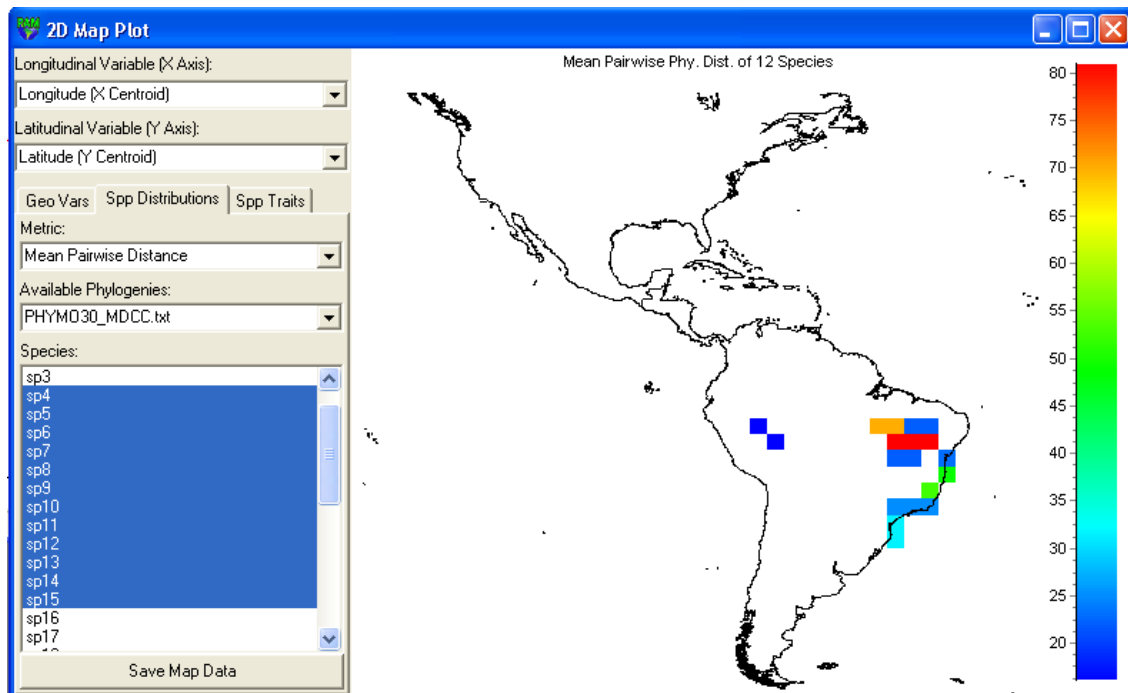 2D Map Plot
Longitudinal Variable (X Axis):
Longitude (X Centroid)
Latitudinal Variable (Y Axis):
Latitude (Y Centroid)
Geo Vars Spp Distributions Spp Traits
Metric:
Mean Pairwise Distance
Available Phylogenies:
PHYMO30_MDCC.txt
Species:
sp3
sp4
sp5
sp6
sp7
sp8
sp9
sp10
sp11
sp12
sp13
sp14
sp15
sp16
sp17
Save Map Data
Mean Pairwise Phy. Dist. of 12 Species
80
75
70
65
60
55
50
45
40
35
30
25
20